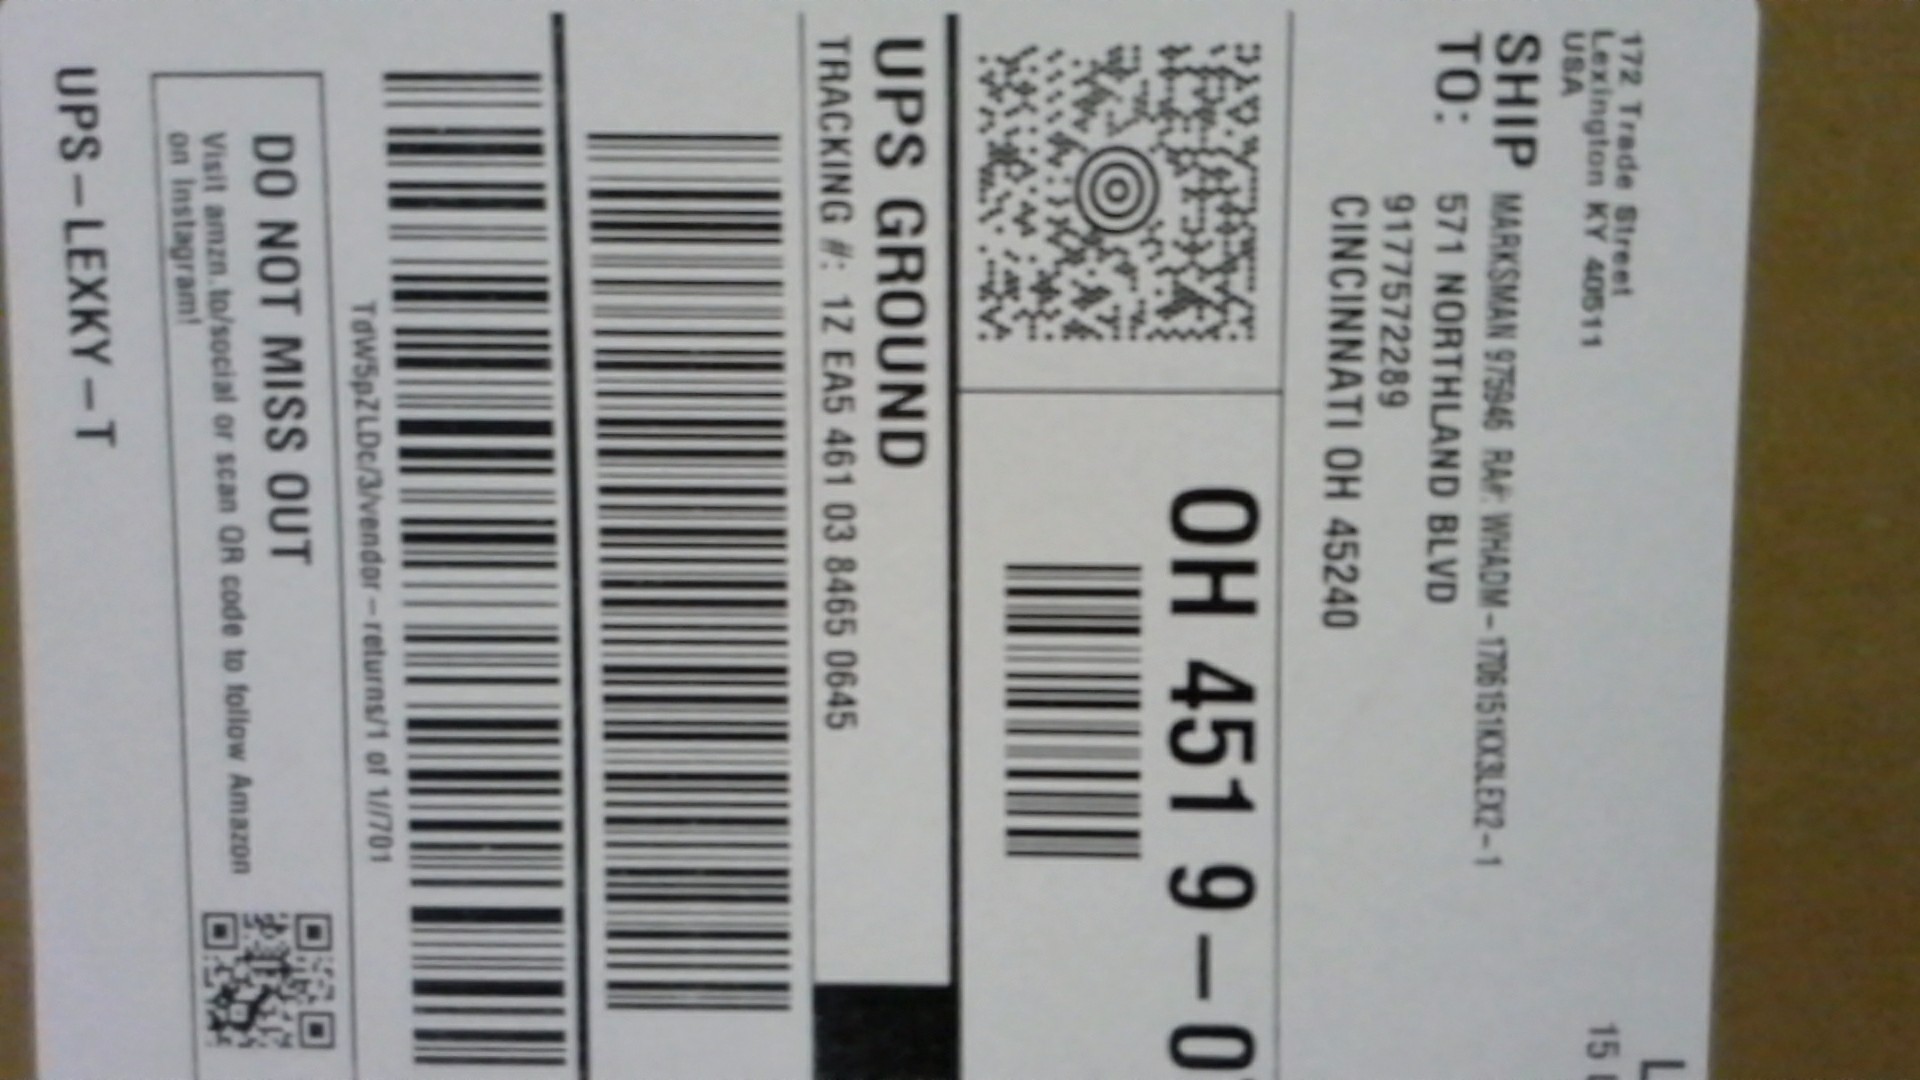 172 Trade Street
Lexington KY 40511
USA
15
SHIP TO:
MARKSMAN 975946 WHADM-1706151KX3LEX2-1
571 NORTHLAND BLVD
9177572289
CINCINNATI OH 45240
OH 451 9-0
UPS GROUND
TRACKING #: 1Z EA5 461 03 8465 0645
TdW5pZLDc/3/vendor-returns/1 of 1//701
DO NOT MISS OUT
Visit amzn.to/social or scan QR code to follow Amazon
on Instagram!
UPS-LEXKY-T